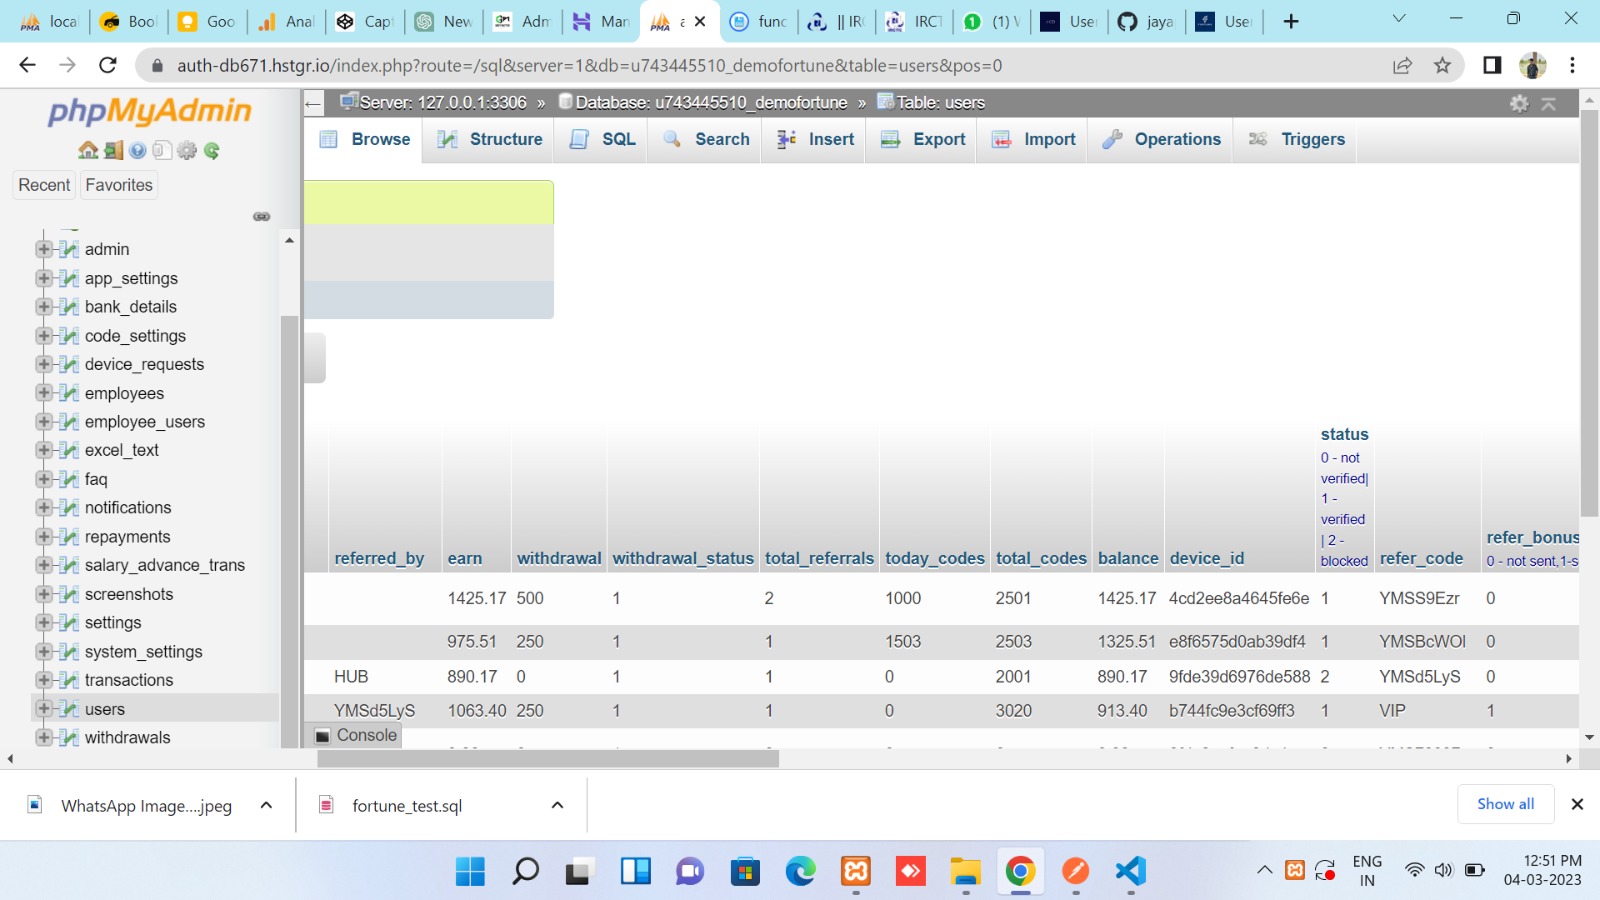 loca
Boo
Goo
Anal
Cap
New
Adm
Man
a
func
|| IR
IRCT
(1)
User
jaya
User
auth-db671.hstgr.io/index.php?route=/sql&server=1&db=u743445510_demofortune&table=users&pos=0
phpMyAdmin
Recent Favorites
admin
app_settings
bank_details
code_settings
device_requests
employees
employee_users
excel_text
faq
notifications
repayments
salary_advance_trans
screenshots
settings
system_settings
transactions
users
withdrawals
Server: 127.0.0.1:3306 » Database: u743445510_demofortune » Table: users
Browse Structure SQL Search Insert Export Import Operations Triggers
status
0 - not
verified|
1 -
verified
| 2 -
blocked
refer_bonus
0 - not sent,1-s
referred_by earn withdrawal withdrawal_status total_referrals today_codes total_codes balance device_id refer_code
1425.17 500 1 2 1000 2501 1425.17 4cd2ee8a4645fe6e 1 YMSS9Ezr 0
975.51 250 1 1 1503 2503 1325.51 e8f6575d0ab39df4 1 YMSBcWOl 0
HUB 890.17 0 1 1 0 2001 890.17 9fde39d6976de588 2 YMSd5LyS 0
YMSd5LyS 1063.40 250 1 1 0 3020 913.40 b744fc9e3cf69ff3 1 VIP 1
Console
WhatsApp Image....jpeg
fortune_test.sql
Show all
ENG
IN
12:51 PM
04-03-2023